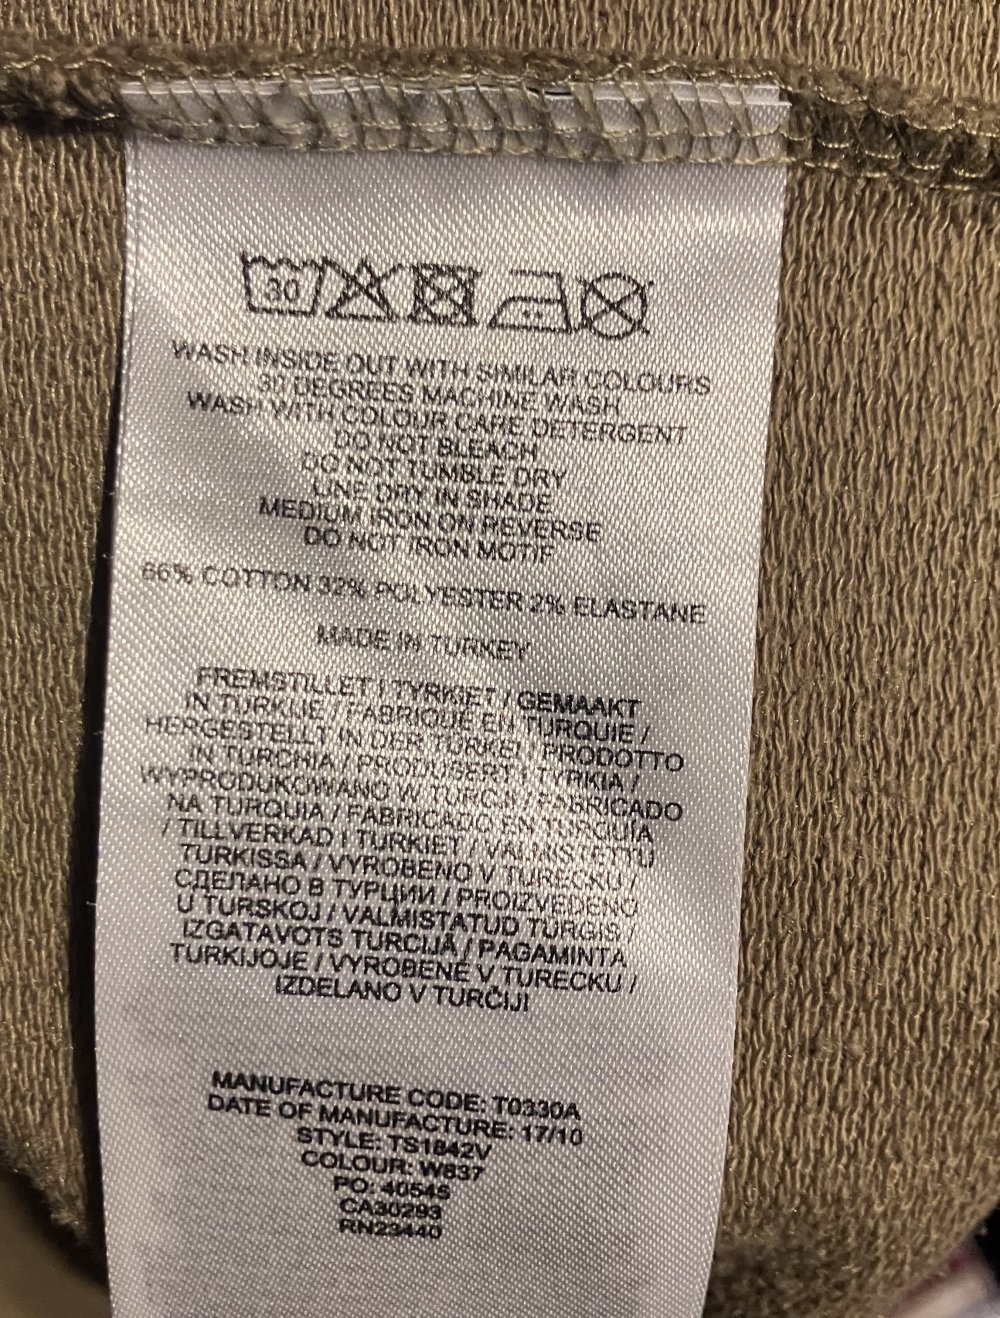 30
WASH INSIDE OUT WITH SIMILAR COLOURS
30 DEGREES MACHINE WASH
WASH WITH COLOUR CARE DETERGENT
DO NOT BLEACH
DO NOT TUMBLE DRY
LINE DRY IN SHADE
MEDIUM IRON ON REVERSE
DO NOT IRON MOTIF
66% COTTON 32% POLYESTER 2% ELASTANE
MADE IN TURKEY
FREMSTILLET I TYRKIET / GEMAAKT
IN TURKIJE / FABRIQUÉ EN TURQUIE /
HERGESTELLT IN DER TÜRKEI / PRODOTTO
IN TURCHIA / PRODUSERT I TYRKIA /
WYPRODUKOWANO W TURCJI / FABRICADO
NA TURQUIA / FABRICADO EN TURQUÍA
/ TILLVERKAD I TURKIET / VALMISTETTU
TURKISSA / VYROBENO V TURECKU /
СДЕЛАНО В ТУРЦИИ / PROIZVEDENO
U TURSKOJ / VALMISTATUD TÜRGIS /
IZGATAVOTS TURCIJĀ / PAGAMINTA
TURKIJOJE / VYROBENÉ V TURECKU /
IZDELANO V TURČIJI
MANUFACTURE CODE: T0330A
DATE OF MANUFACTURE: 17/10
STYLE: TS1842V
COLOUR: W837
PO: 40545
CA30293
RN23440